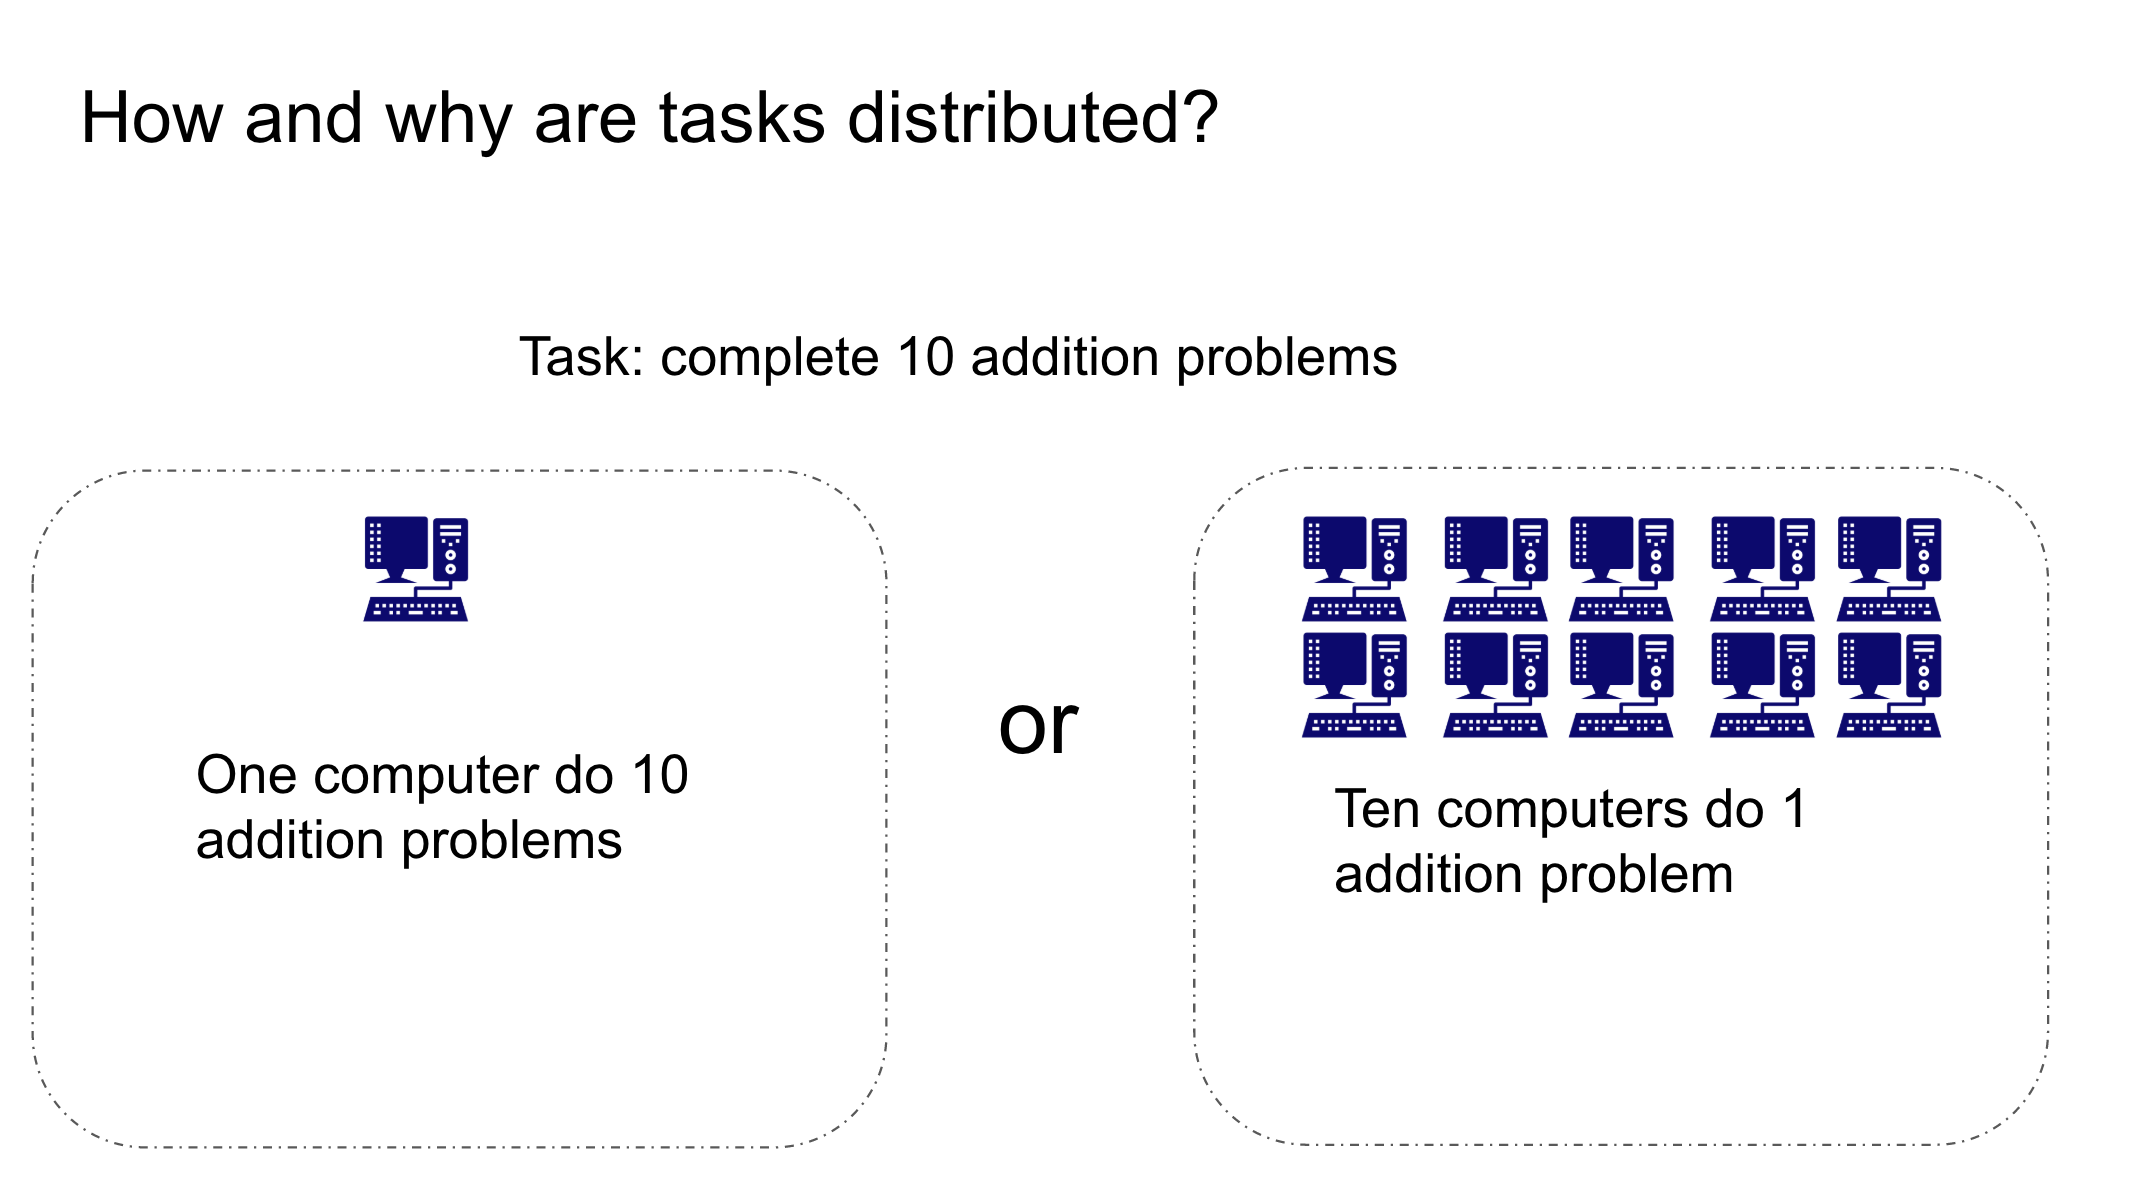 How and why are tasks distributed?
Task: complete 10 addition problems
One computer do 10
addition problems
or
Ten computers do 1
addition problem